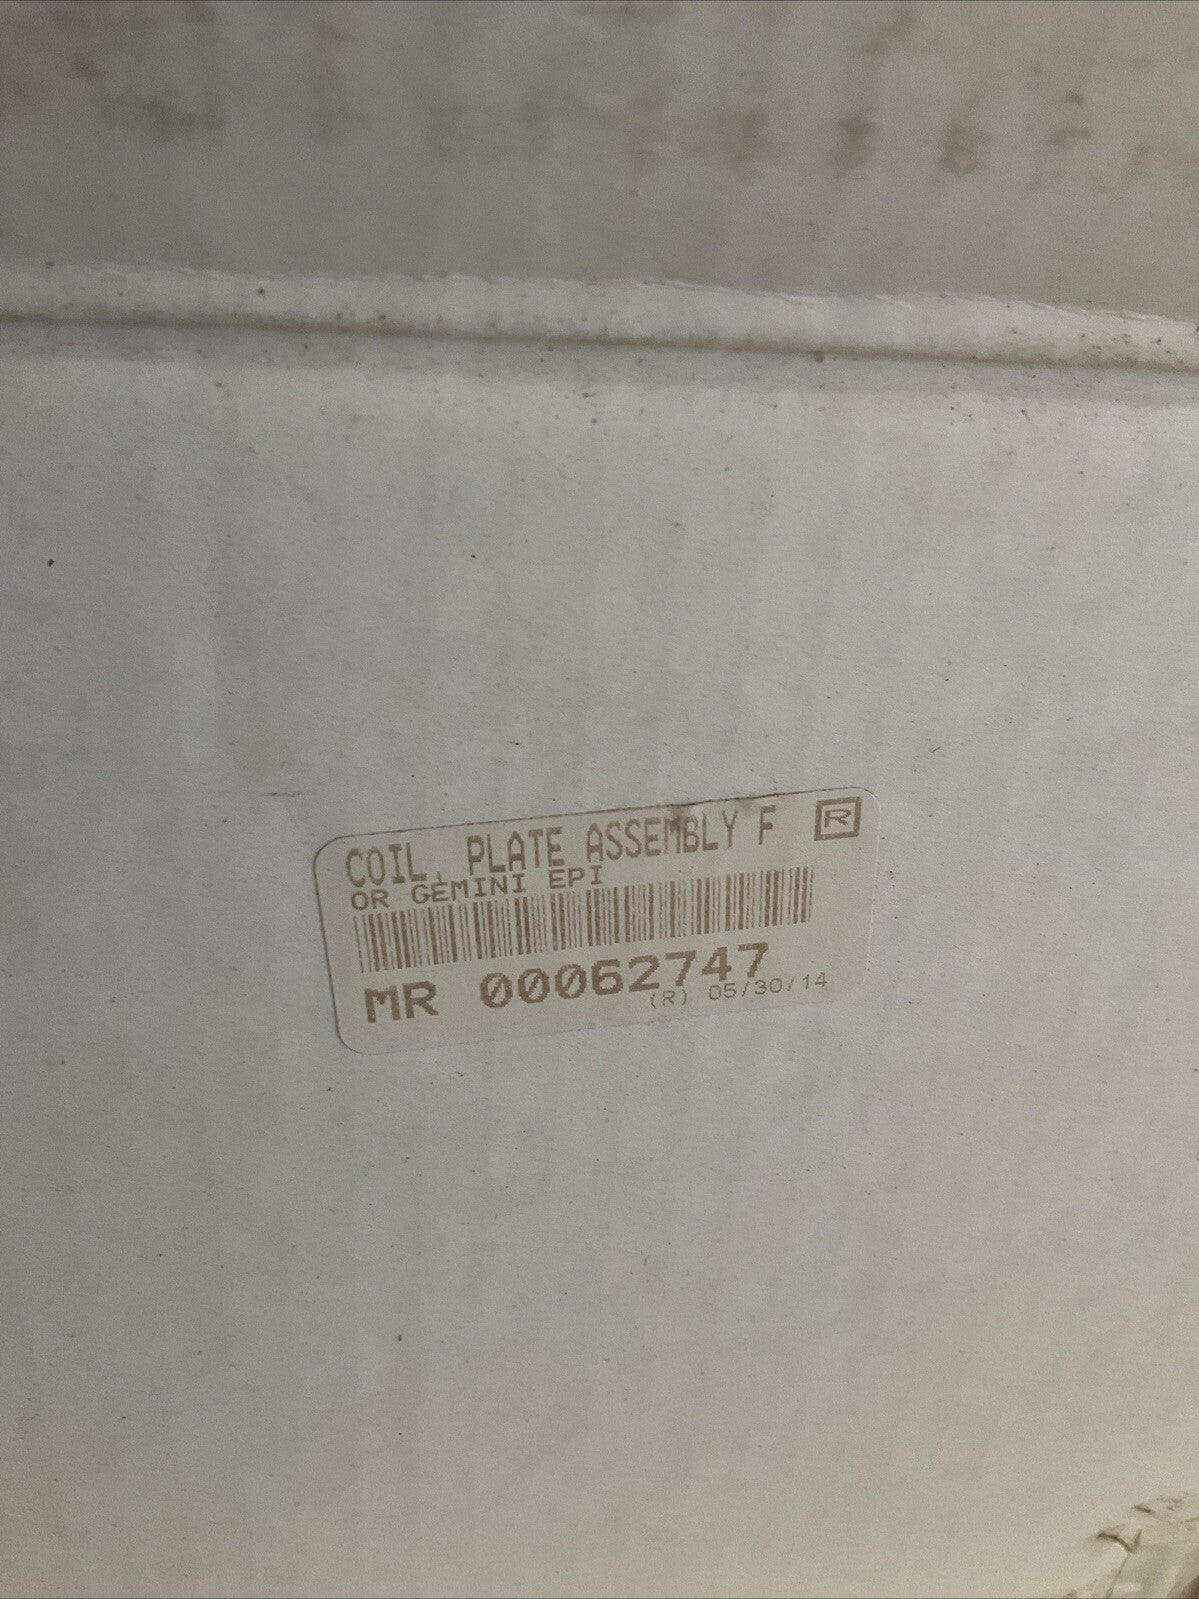 COIL, PLATE ASSEMBLY F R
OR GEMINI EPI
MR 00062747
(R) 05/30/14